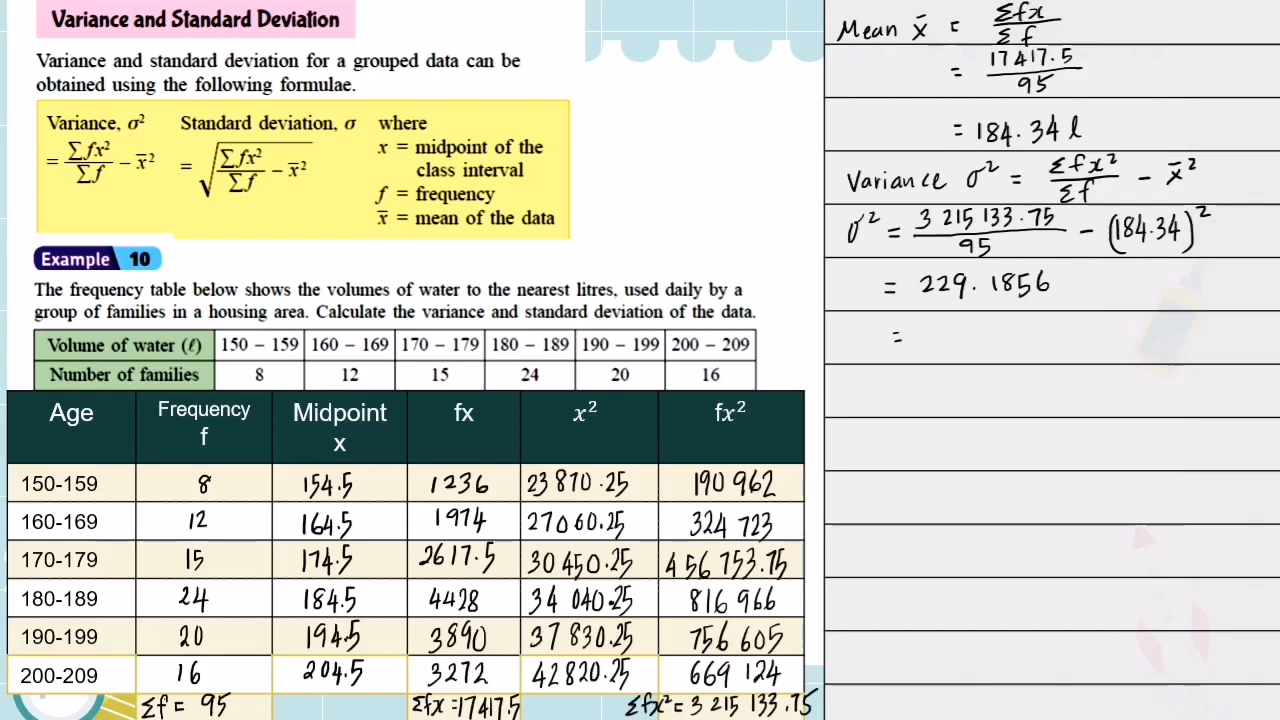 Variance and Standard Deviation
Variance and standard deviation for a grouped data can be
obtained using the following formulae.
Variance, σ² Standard deviation, σ where
= ∑fx²/∑f − x̄² = √(∑fx²/∑f − x̄²) x = midpoint of the
class interval
f = frequency
x̄ = mean of the data
Example 10
The frequency table below shows the volumes of water to the nearest litres, used daily by a
group of families in a housing area. Calculate the variance and standard deviation of the data.
Volume of water (ℓ) 150 – 159 160 – 169 170 – 179 180 – 189 190 – 199 200 – 209
Number of families 8 12 15 24 20 16
Age Frequency f Midpoint x fx x² fx²
150-159 8 154.5 1236 23 870.25 190 962
160-169 12 164.5 1974 27060.25 324 723
170-179 15 174.5 2617.5 30 450.25 456 753.75
180-189 24 184.5 4428 34 040.25 816 966
190-199 20 194.5 3890 37 830.25 756 605
200-209 16 204.5 3272 42820.25 669 124
Σf = 95 Σfx = 17417.5 Σfx² = 3 215 133.75
Mean x̄ = Σfx/Σf
= 17417.5/95
= 184.34 l
Variance σ² = Σfx²/Σf − x̄²
σ² = 3 215 133.75/95 − (184.34)²
= 229.1856
=